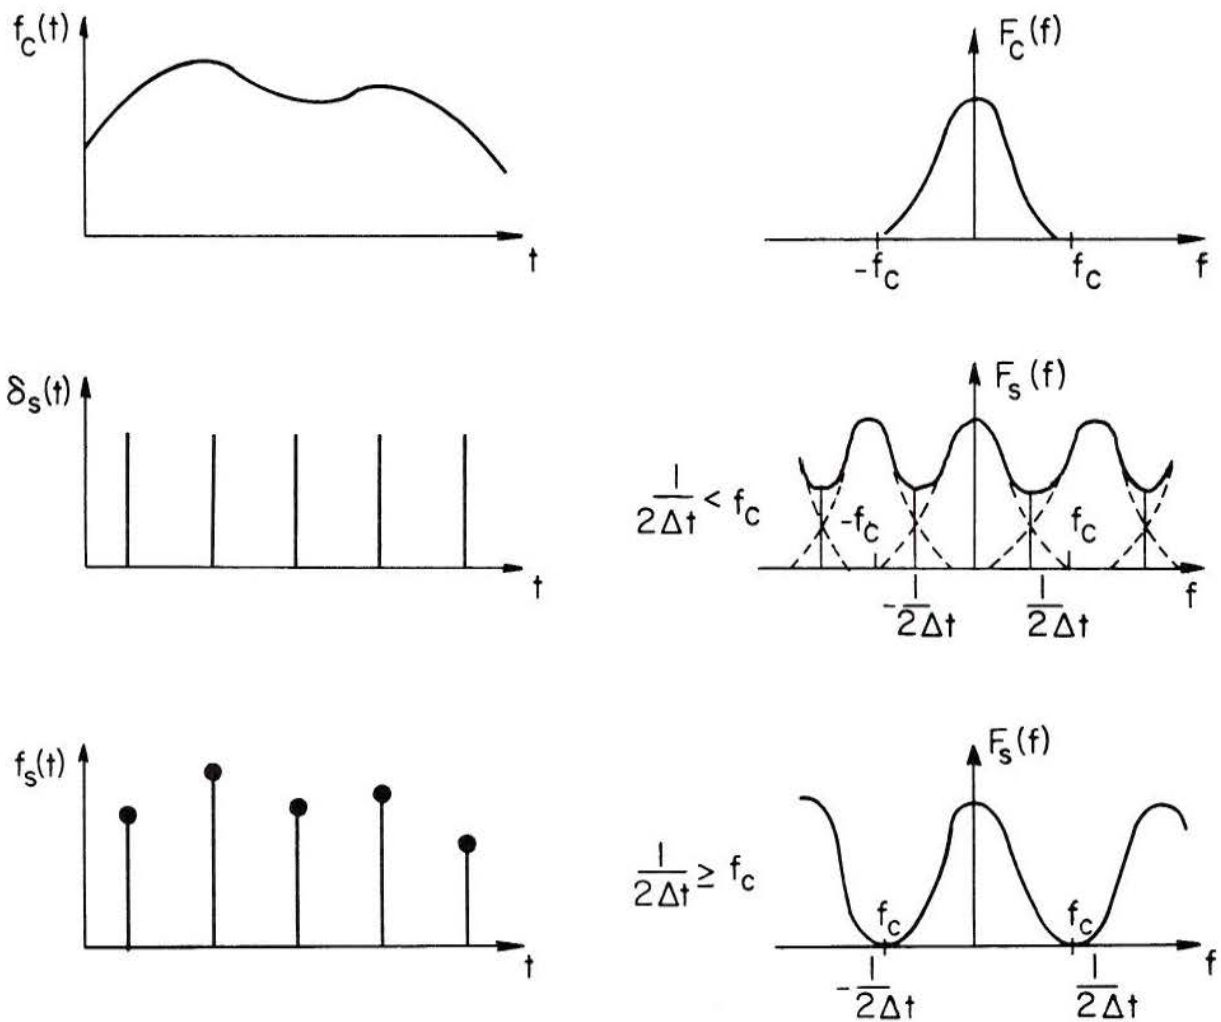 f_c(t)
t
F_c(f)
-f_c
f_c
f
δ_s(t)
t
1/2Δt < f_c
F_s(f)
-f_c
f_c
-1/2Δt
1/2Δt
f
f_s(t)
t
1/2Δt ≥ f_c
F_s(f)
f_c
f_c
-1/2Δt
1/2Δt
f